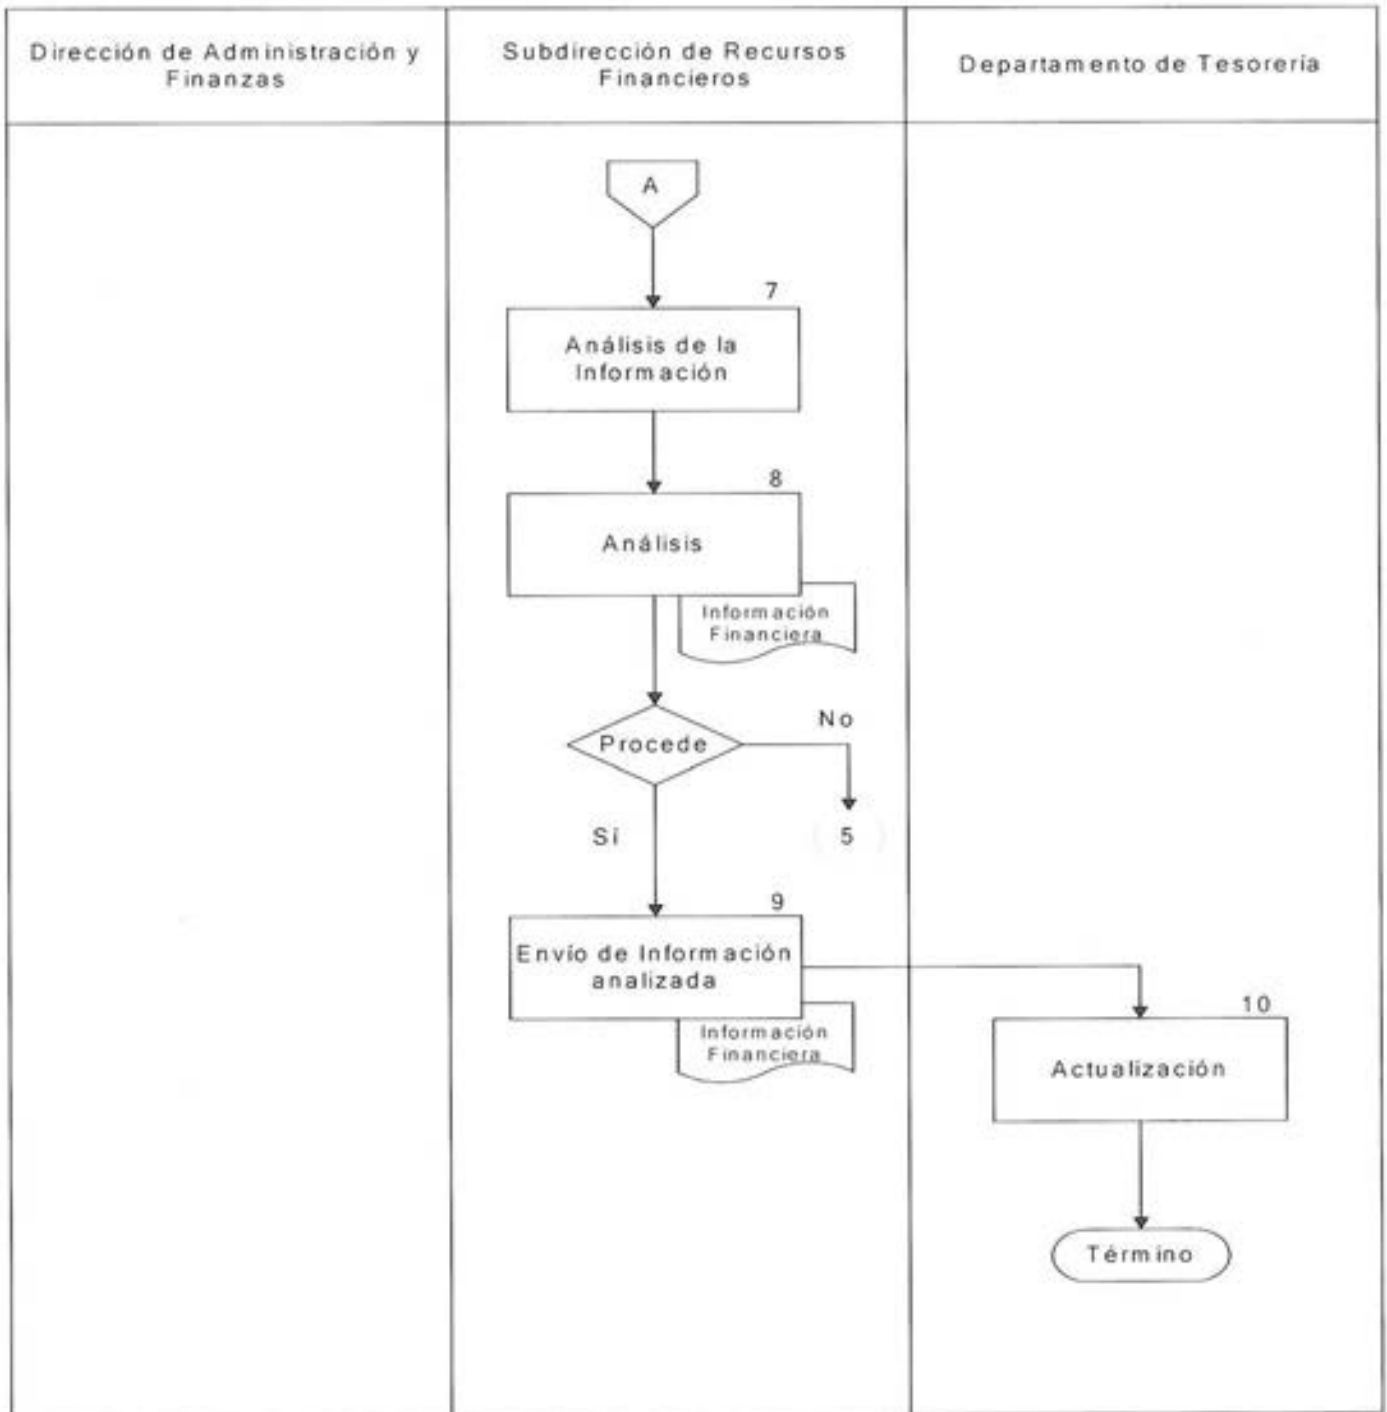 Dirección de Administración y
Finanzas
Subdirección de Recursos
Financieros
Departamento de Tesorería
A
7
Análisis de la
Información
8
Análisis
Información
Financiera
Procede
No
Sí
5
9
Envío de Información
analizada
Información
Financiera
10
Actualización
Término